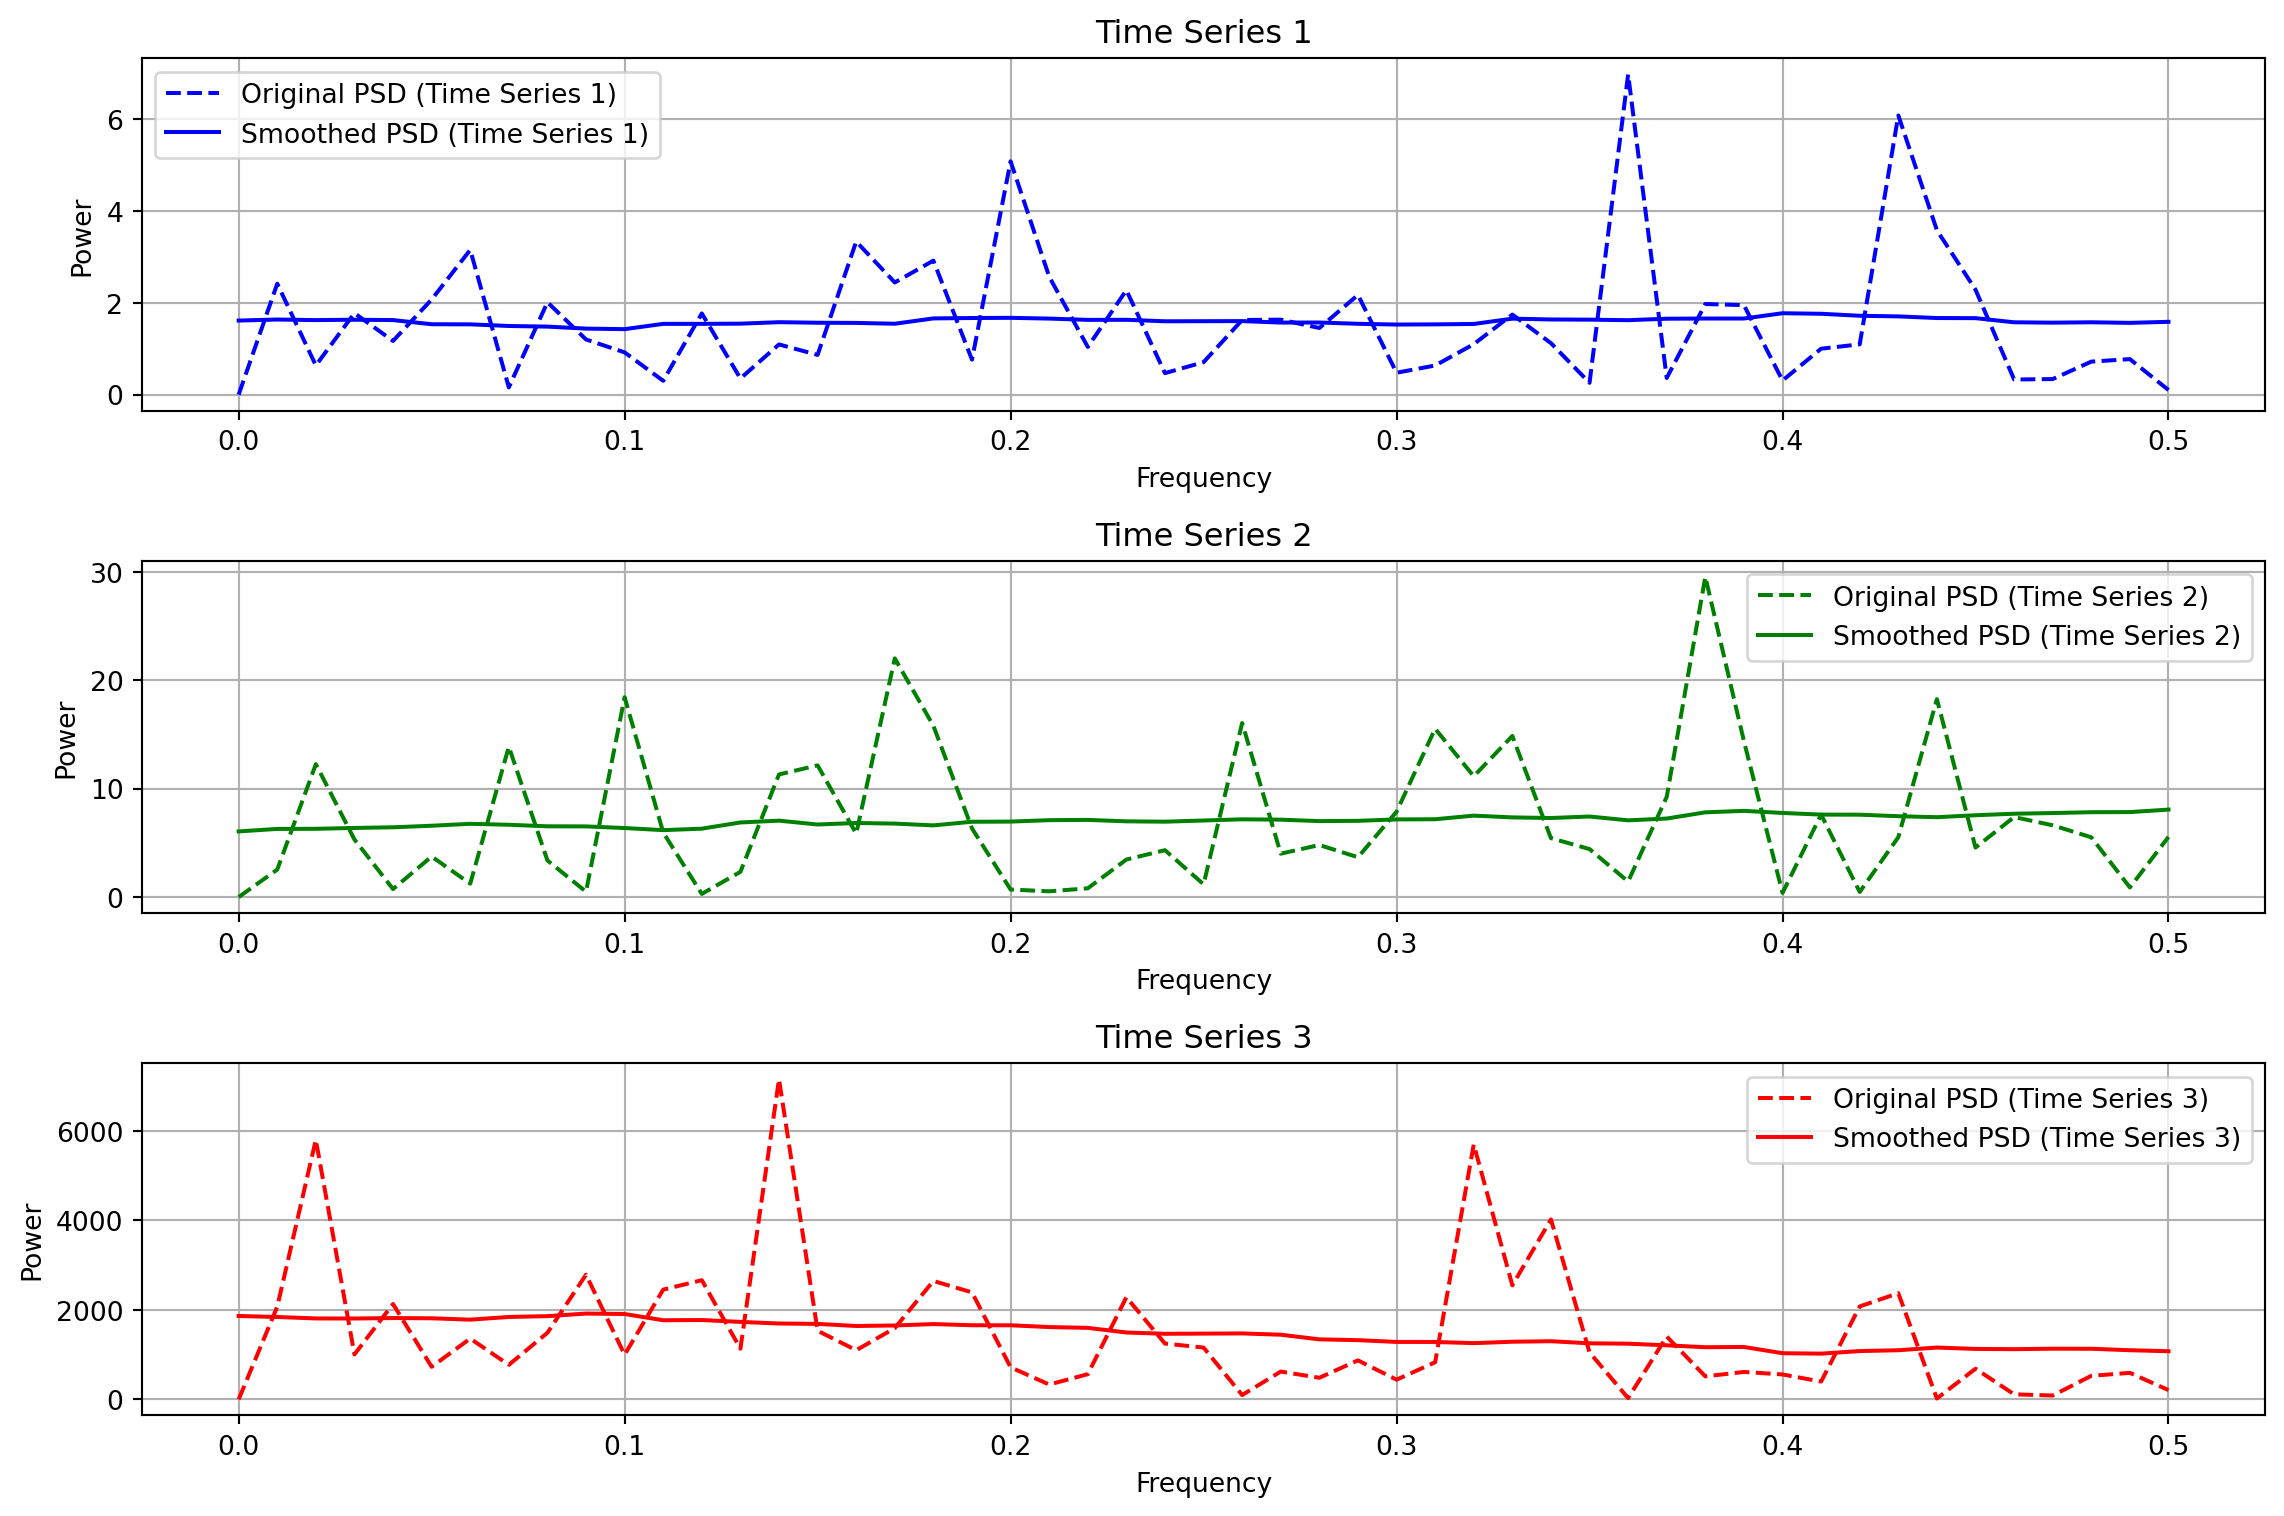 Time Series 1
Original PSD (Time Series 1)
Smoothed PSD (Time Series 1)
Power
6
4
2
0
0.0 0.1 0.2 0.3 0.4 0.5
Frequency
Time Series 2
Original PSD (Time Series 2)
Smoothed PSD (Time Series 2)
Power
30
20
10
0
0.0 0.1 0.2 0.3 0.4 0.5
Frequency
Time Series 3
Original PSD (Time Series 3)
Smoothed PSD (Time Series 3)
Power
6000
4000
2000
0
0.0 0.1 0.2 0.3 0.4 0.5
Frequency